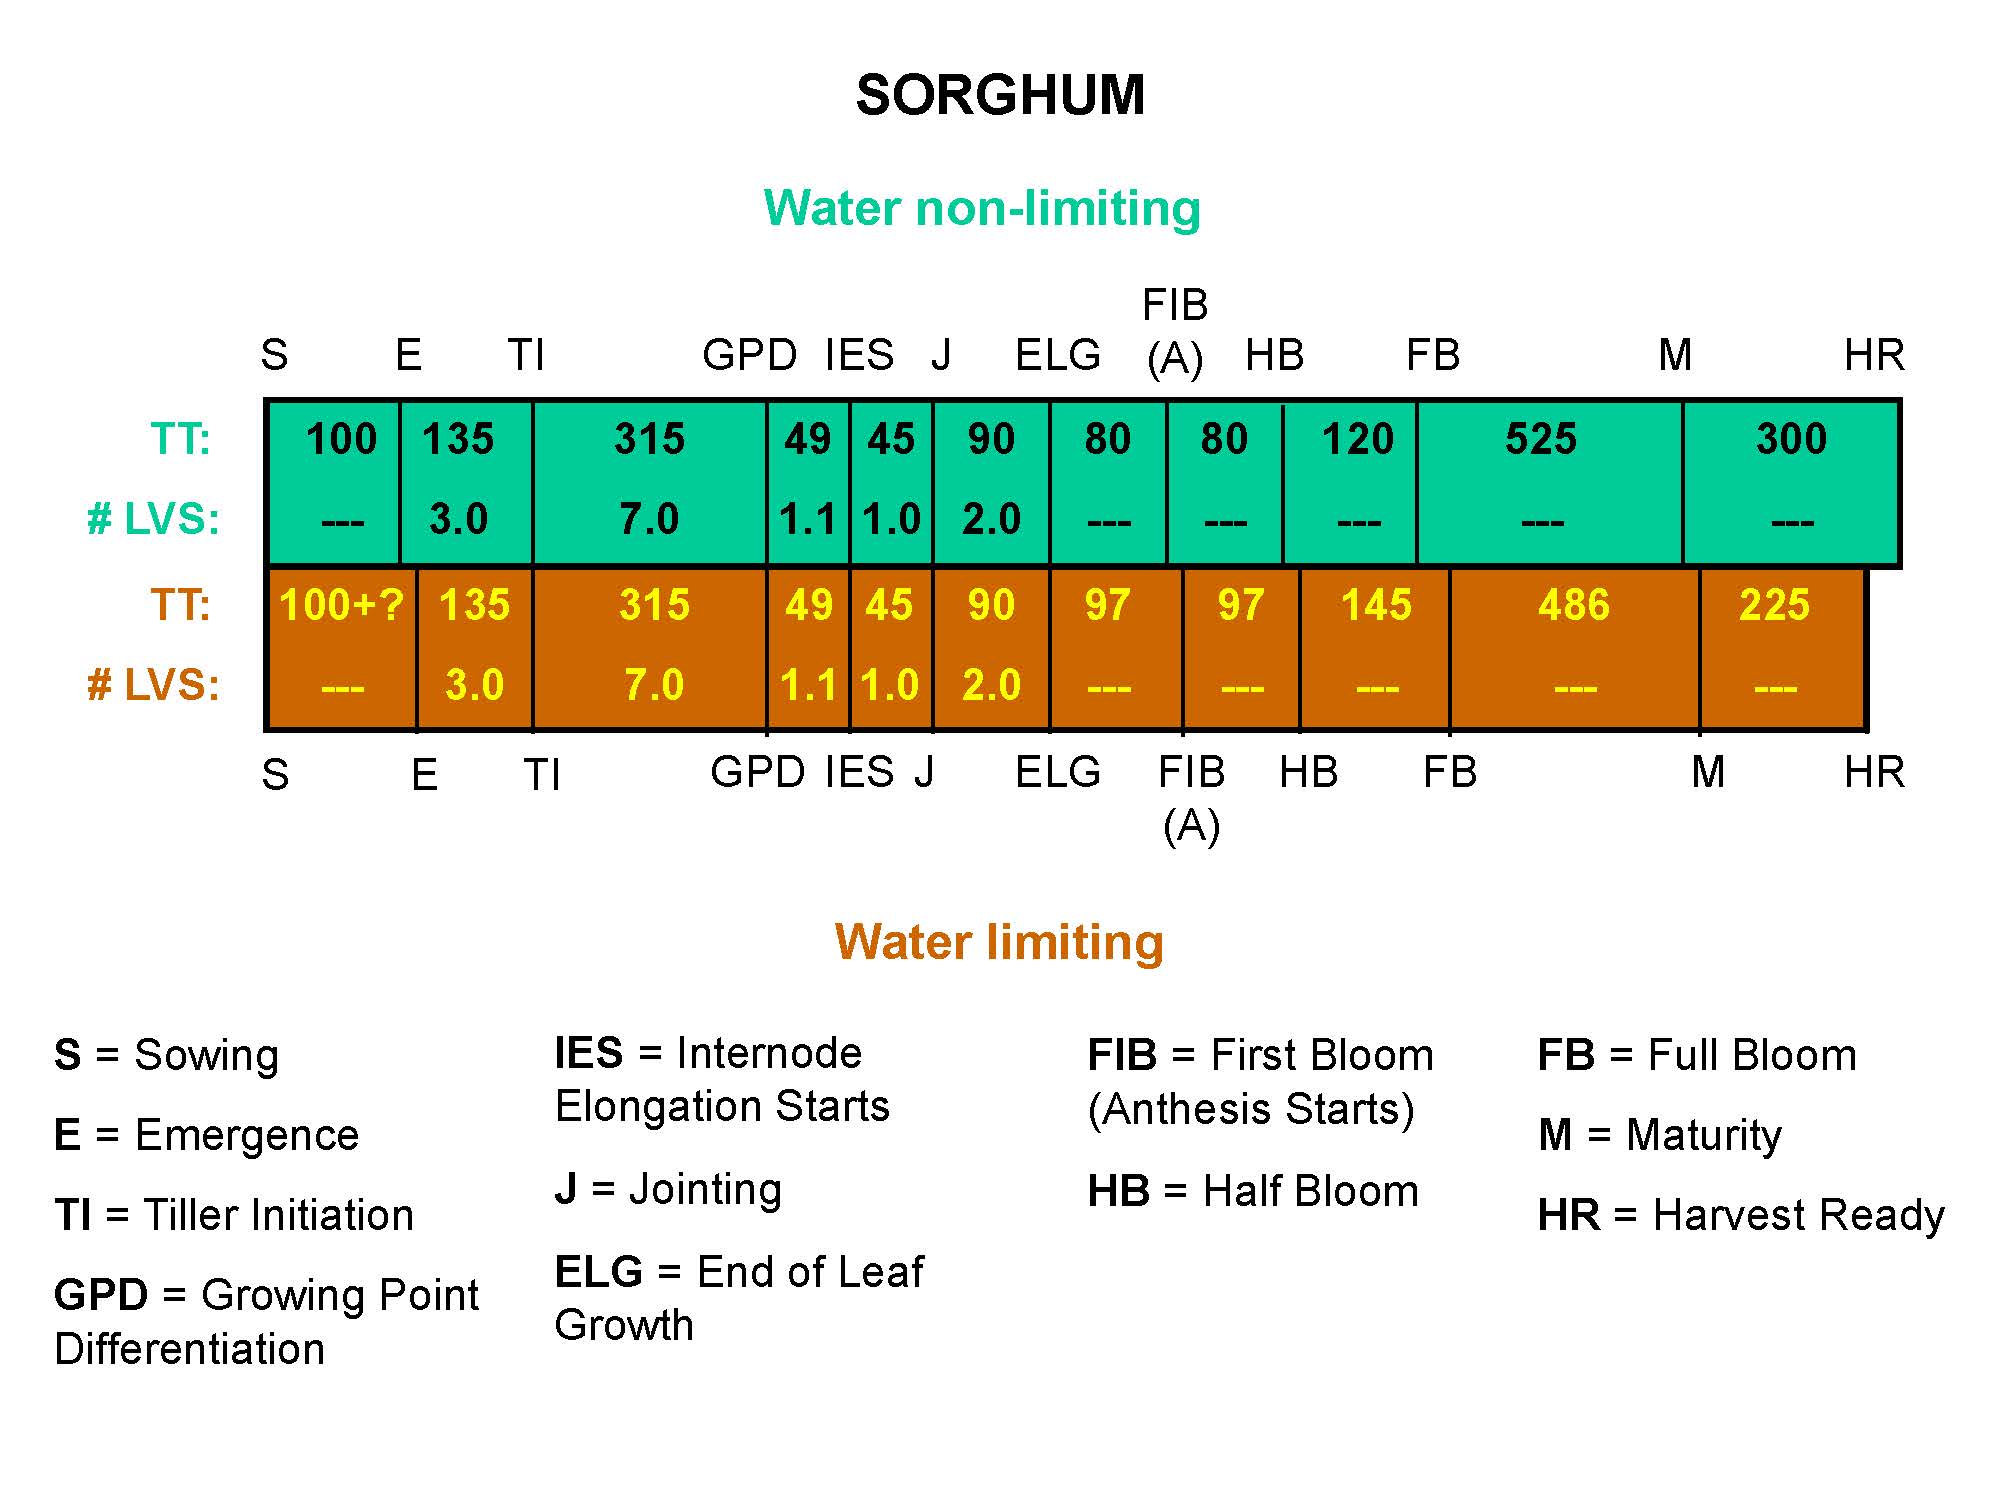 SORGHUM
Water non-limiting
FIB
S E TI GPD IES J ELG (A) HB FB M HR
TT: 100 135 315 49 45 90 80 80 120 525 300
# LVS: --- 3.0 7.0 1.1 1.0 2.0 --- --- --- --- ---
TT: 100+? 135 315 49 45 90 97 97 145 486 225
# LVS: --- 3.0 7.0 1.1 1.0 2.0 --- --- --- --- ---
S E TI GPD IES J ELG FIB HB FB M HR
(A)
Water limiting
S = Sowing
E = Emergence
TI = Tiller Initiation
GPD = Growing Point
Differentiation
IES = Internode
Elongation Starts
J = Jointing
ELG = End of Leaf
Growth
FIB = First Bloom
(Anthesis Starts)
HB = Half Bloom
FB = Full Bloom
M = Maturity
HR = Harvest Ready